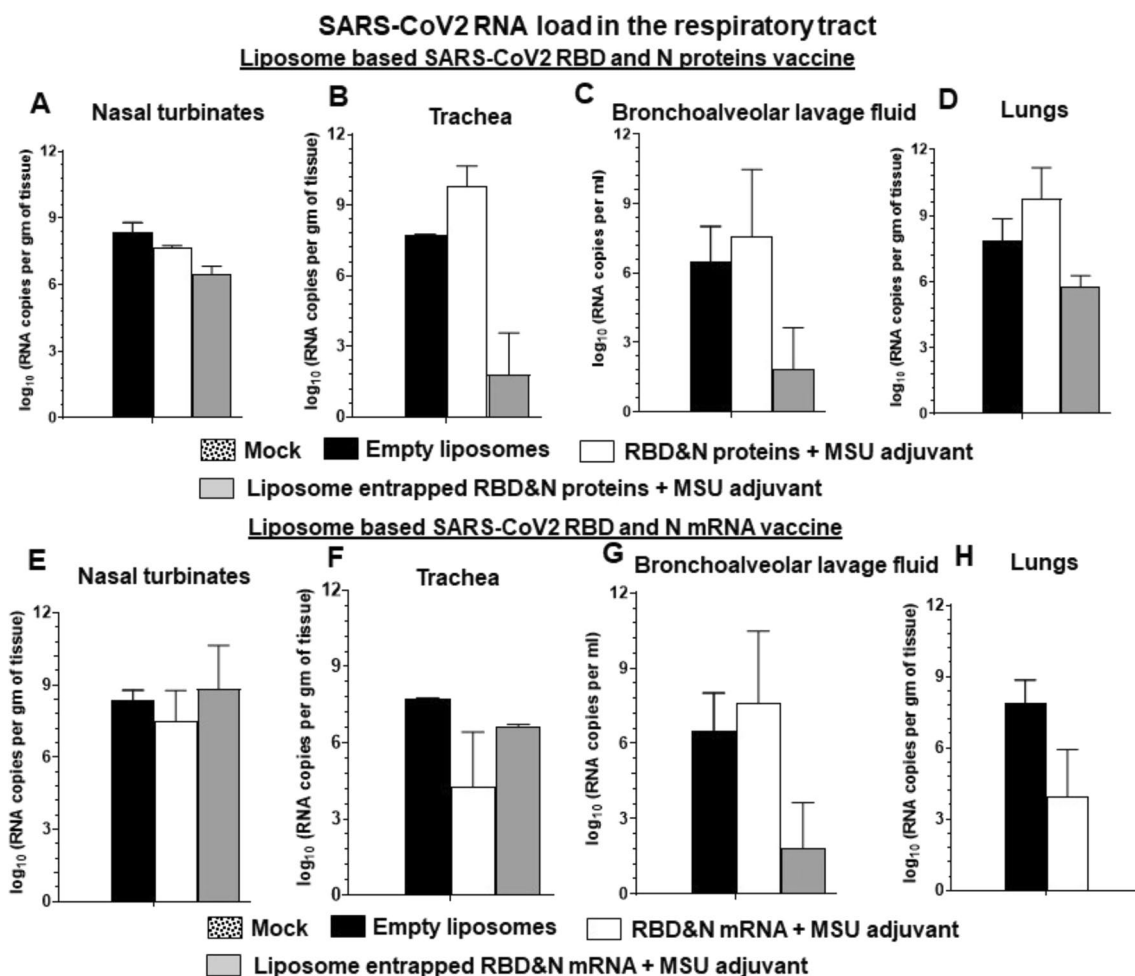 SARS-CoV2 RNA load in the respiratory tract
Liposome based SARS-CoV2 RBD and N proteins vaccine
A
Nasal turbinates
log10 (RNA copies per gm of tissue)
12
9
6
3
0
B
Trachea
log10 (RNA copies per gm of tissue)
12
9
6
3
0
C
Bronchoalveolar lavage fluid
log10 (RNA copies per ml)
12
9
6
3
0
D
Lungs
log10 (RNA copies per gm of tissue)
12
9
6
3
0
Mock Empty liposomes RBD&N proteins + MSU adjuvant
Liposome entrapped RBD&N proteins + MSU adjuvant
Liposome based SARS-CoV2 RBD and N mRNA vaccine
E
Nasal turbinates
log10 (RNA copies per gm of tissue)
12
9
6
3
0
F
Trachea
log10 (RNA copies per gm of tissue)
12
9
6
3
0
G
Bronchoalveolar lavage fluid
log10 (RNA copies per ml)
12
9
6
3
0
H
Lungs
log10 (RNA copies per gm of tissue)
12
9
6
3
0
Mock Empty liposomes RBD&N mRNA + MSU adjuvant
Liposome entrapped RBD&N mRNA + MSU adjuvant